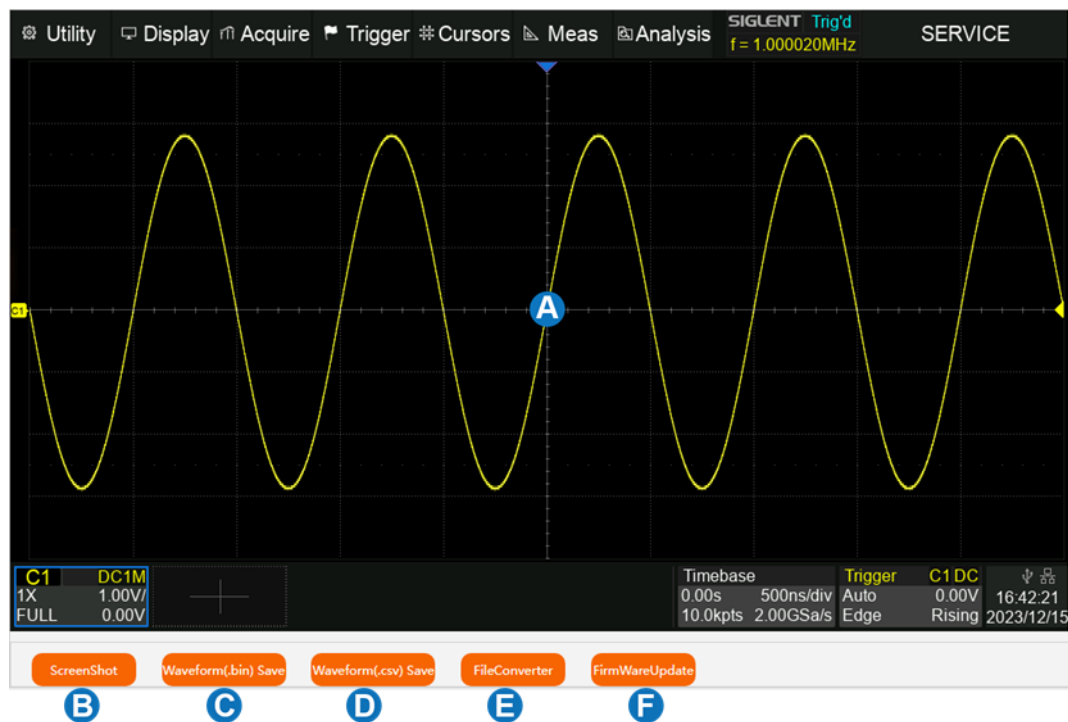 Utility Display Acquire Trigger Cursors Meas Analysis SIGLENT Trig'd SERVICE
f = 1.000020MHz
C1
A
C1 DC1M Timebase Trigger C1 DC
1X 1.00V/ 0.00s 500ns/div Auto 0.00V 16:42:21
FULL 0.00V 10.0kpts 2.00GSa/s Edge Rising 2023/12/15
ScreenShot Waveform(.bin) Save Waveform(.csv) Save FileConverter FirmWareUpdate
B C D E F